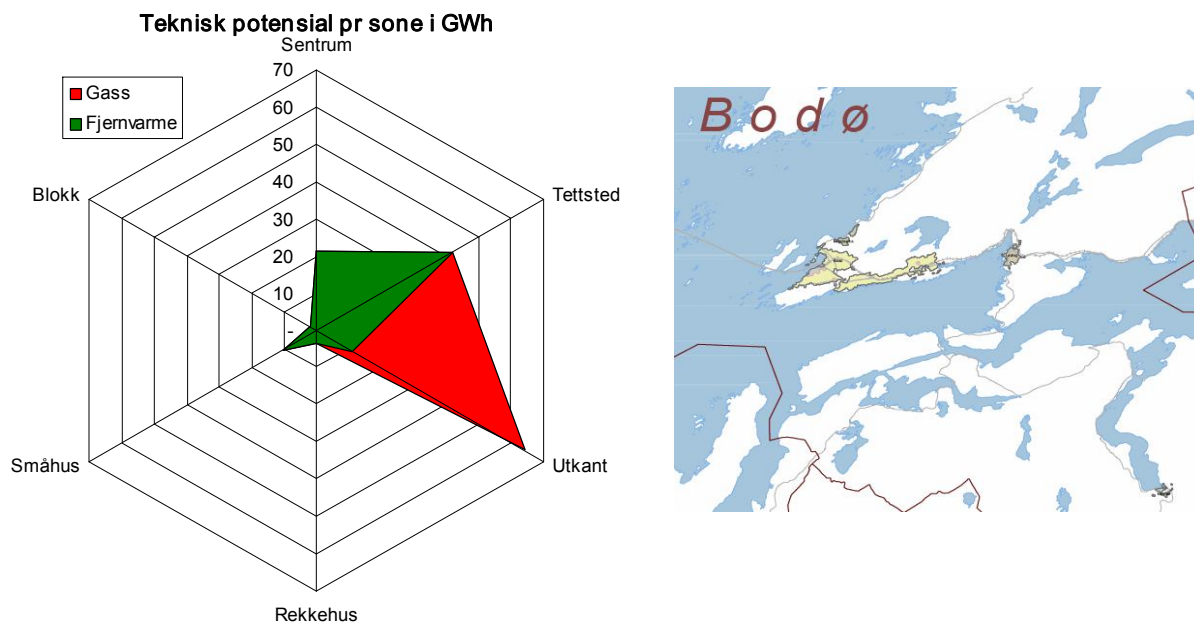 Teknisk potensial pr sone i GWh
Sentrum
70
60
50
40
30
20
10
-
Gass
Fjernvarme
Blokk
Tettsted
Småhus
Utkant
Rekkehus
Bodø